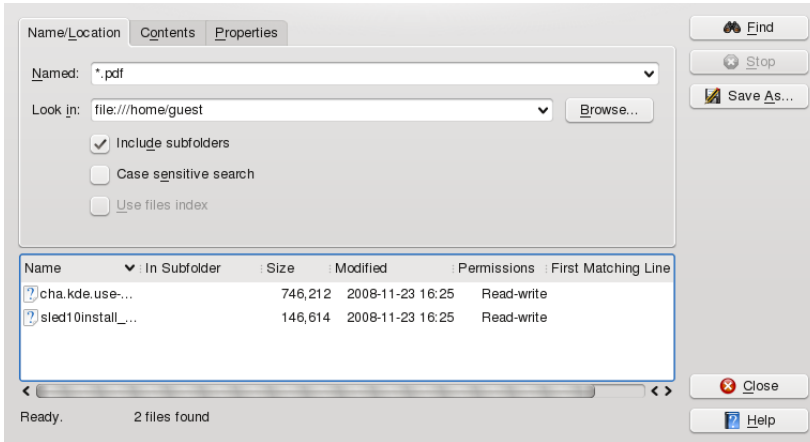 Name/Location Contents Properties
Named: *.pdf
Look in: file:///home/guest Browse...
Include subfolders
Case sensitive search
Use files index
Find
Stop
Save As...
Name In Subfolder Size Modified Permissions First Matching Line
cha.kde.use-... 746,212 2008-11-23 16:25 Read-write
sled10install_... 146,614 2008-11-23 16:25 Read-write
Ready. 2 files found
Close
Help